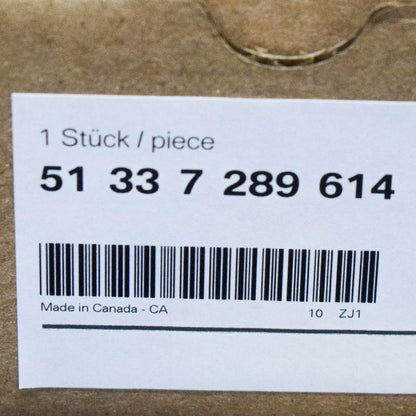 1 Stück / piece
51 33 7 289 614
Made in Canada - CA 10 ZJ1